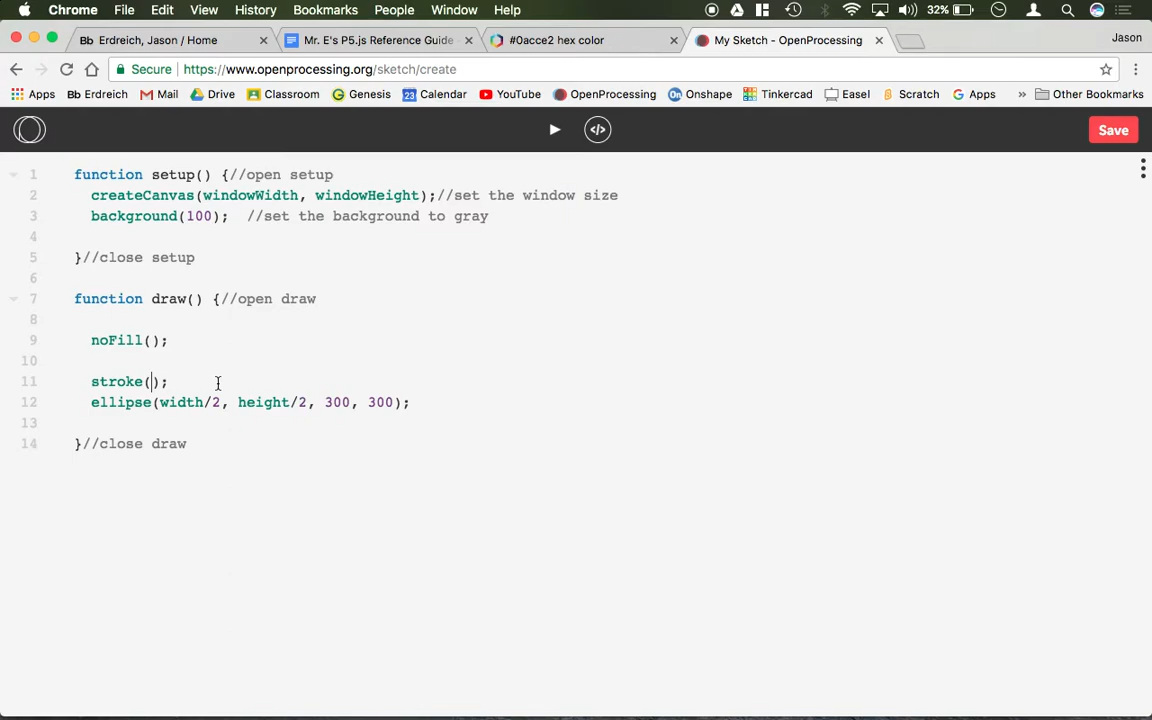 Chrome File Edit View History Bookmarks People Window Help 32%
Bb Erdreich, Jason / Home Mr. E's P5.js Reference Guide - #0acce2 hex color My Sketch - OpenProcessing Jason
Secure https://www.openprocessing.org/sketch/create
Apps Bb Erdreich Mail Drive Classroom Genesis 23 Calendar YouTube OpenProcessing On Onshape Tinkercad Easel Scratch Apps » Other Bookmarks
</> Save
1 function setup() {//open setup
2 createCanvas(windowWidth, windowHeight);//set the window size
3 background(100); //set the background to gray
4
5 }//close setup
6
7 function draw() {//open draw
8
9 noFill();
10
11 stroke();
12 ellipse(width/2, height/2, 300, 300);
13
14 }//close draw